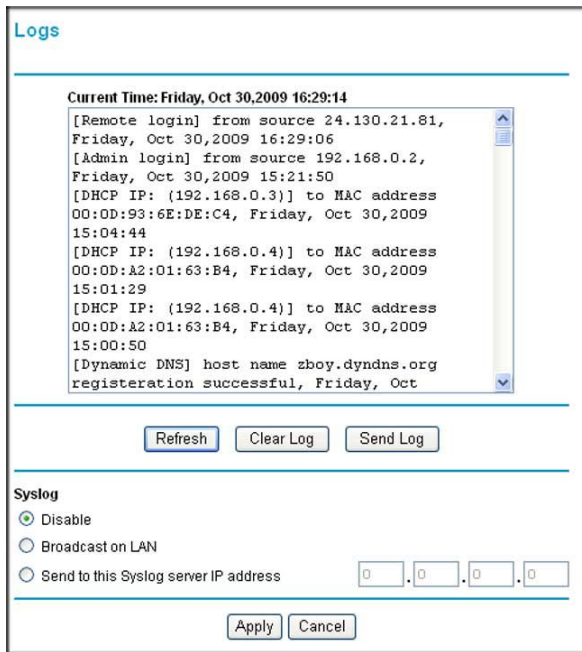 Logs
Current Time: Friday, Oct 30,2009 16:29:14
[Remote login] from source 24.130.21.81,
Friday, Oct 30,2009 16:29:06
[Admin login] from source 192.168.0.2,
Friday, Oct 30,2009 15:21:50
[DHCP IP: (192.168.0.3)] to MAC address
00:0D:93:6E:DE:C4, Friday, Oct 30,2009
15:04:44
[DHCP IP: (192.168.0.4)] to MAC address
00:0D:A2:01:63:B4, Friday, Oct 30,2009
15:01:29
[DHCP IP: (192.168.0.4)] to MAC address
00:0D:A2:01:63:B4, Friday, Oct 30,2009
15:00:50
[Dynamic DNS] host name zboy.dyndns.org
registeration successful, Friday, Oct
Refresh Clear Log Send Log
Syslog
Disable
Broadcast on LAN
Send to this Syslog server IP address 0 . 0 . 0 . 0
Apply Cancel